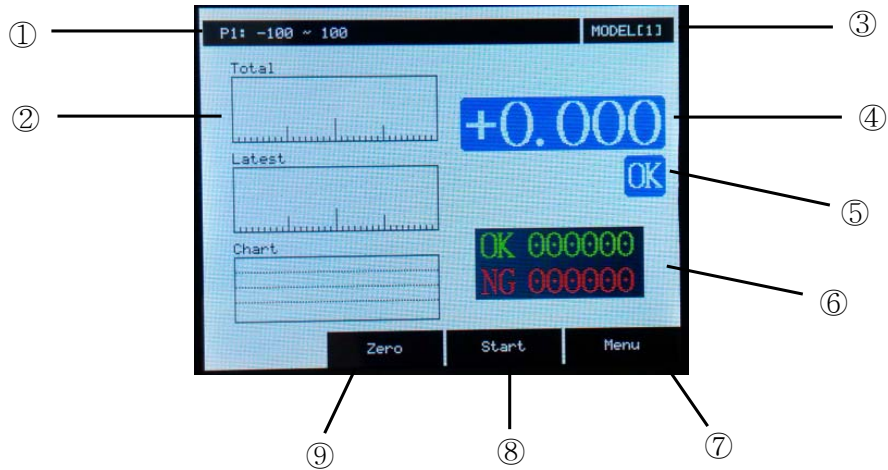 ① P1: -100 ~ 100 MODEL[1] ③
Total
② +0.000 ④
Latest
OK ⑤
Chart
OK 000000
NG 000000 ⑥
Zero Start Menu
⑨ ⑧ ⑦